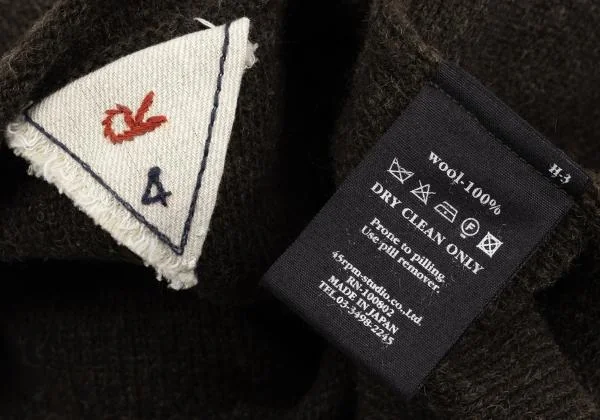 R
4
H-3
wool·100%
F
DRY CLEAN ONLY
Prone to pilling.
Use pill remover.
45rpm-studio.co.,Ltd.
RN-100802
MADE IN JAPAN
TEL.03-3498-2245